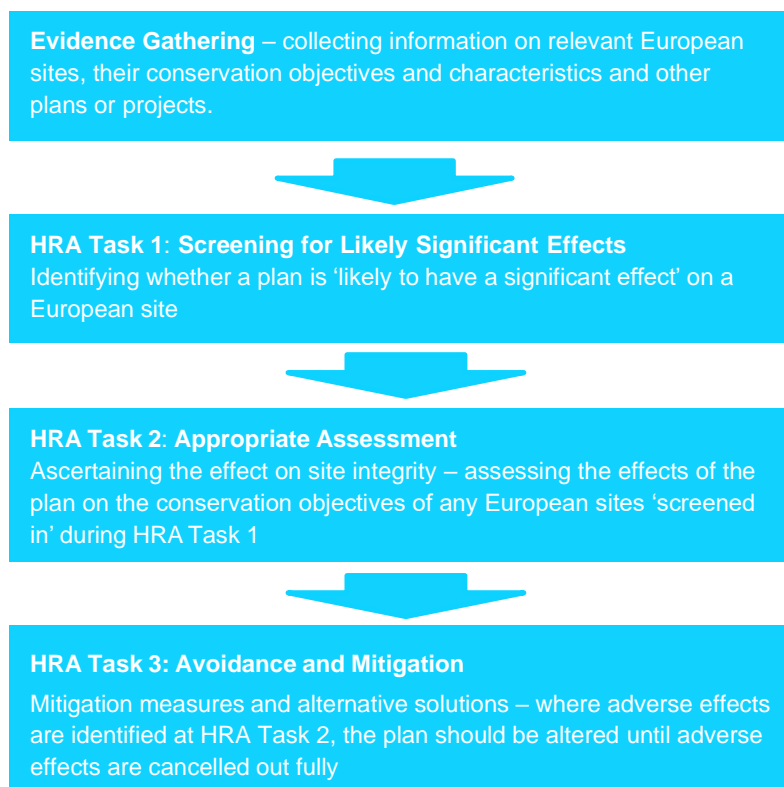 Evidence Gathering – collecting information on relevant European
sites, their conservation objectives and characteristics and other
plans or projects.
HRA Task 1: Screening for Likely Significant Effects
Identifying whether a plan is ‘likely to have a significant effect’ on a
European site
HRA Task 2: Appropriate Assessment
Ascertaining the effect on site integrity – assessing the effects of the
plan on the conservation objectives of any European sites ‘screened
in’ during HRA Task 1
HRA Task 3: Avoidance and Mitigation
Mitigation measures and alternative solutions – where adverse effects
are identified at HRA Task 2, the plan should be altered until adverse
effects are cancelled out fully